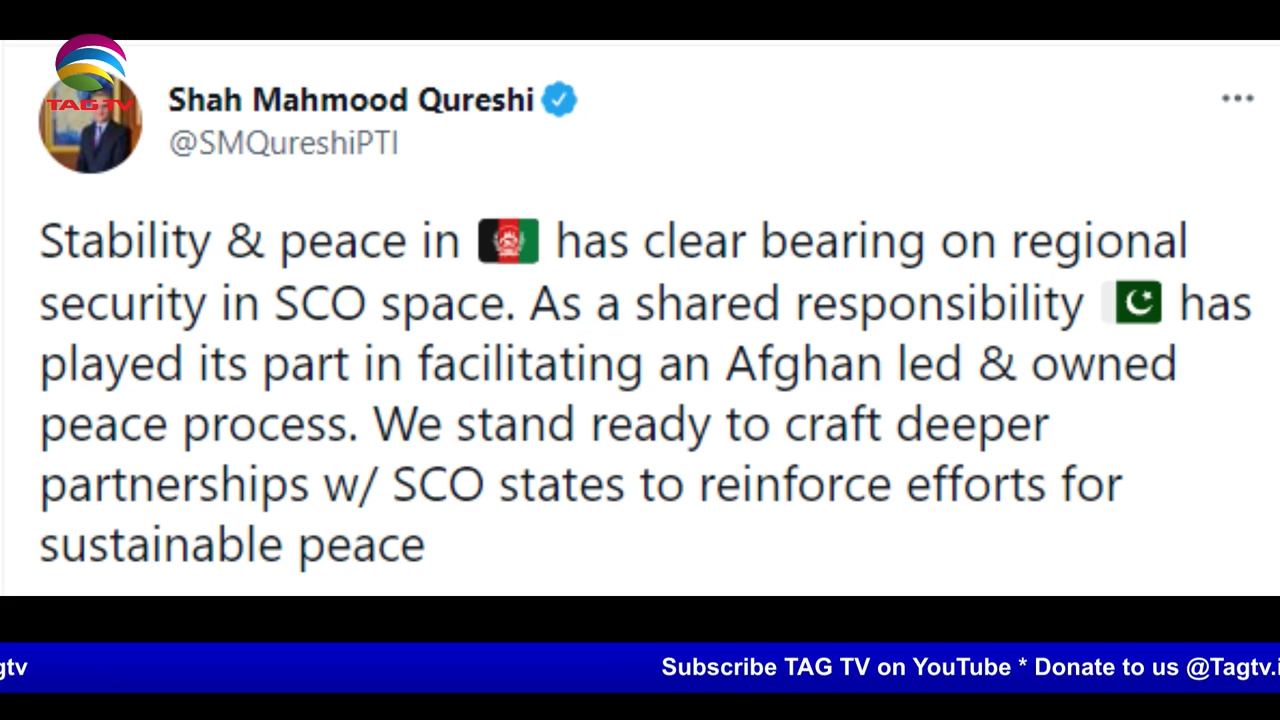 TAG TV
Shah Mahmood Qureshi
@SMQureshiPTI
Stability & peace in 🇦🇫 has clear bearing on regional
security in SCO space. As a shared responsibility 🇵🇰 has
played its part in facilitating an Afghan led & owned
peace process. We stand ready to craft deeper
partnerships w/ SCO states to reinforce efforts for
sustainable peace
gtv
Subscribe TAG TV on YouTube * Donate to us @Tagtv.i